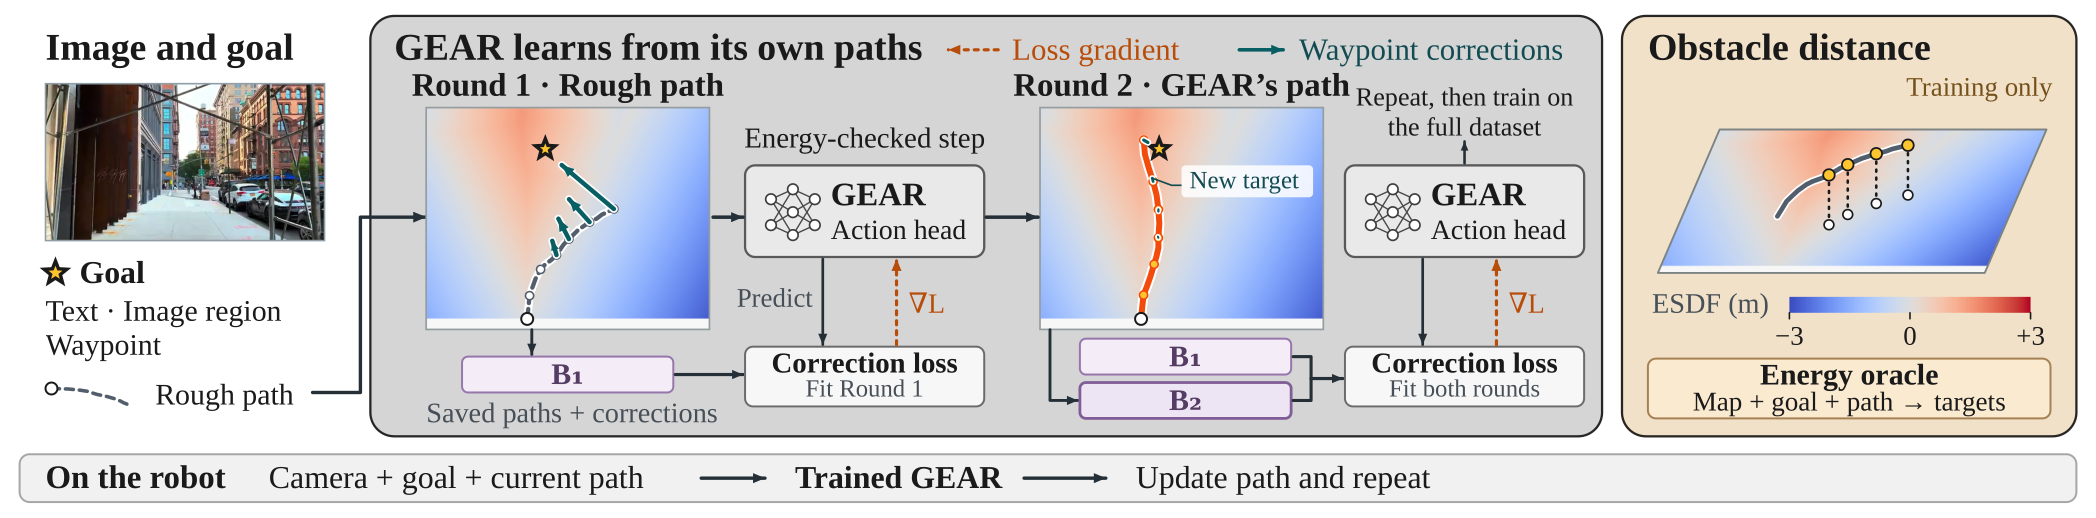 Image and goal
Goal
Text · Image region
Waypoint
Rough path
GEAR learns from its own paths
Loss gradient
Waypoint corrections
Round 1 · Rough path
Energy-checked step
GEAR
Action head
Predict
∇L
B₁
Saved paths + corrections
Correction loss
Fit Round 1
Round 2 · GEAR’s path
New target
Repeat, then train on
the full dataset
GEAR
Action head
∇L
B₁
B₂
Correction loss
Fit both rounds
Obstacle distance
Training only
ESDF (m)
−3 0 +3
Energy oracle
Map + goal + path → targets
On the robot Camera + goal + current path Trained GEAR Update path and repeat